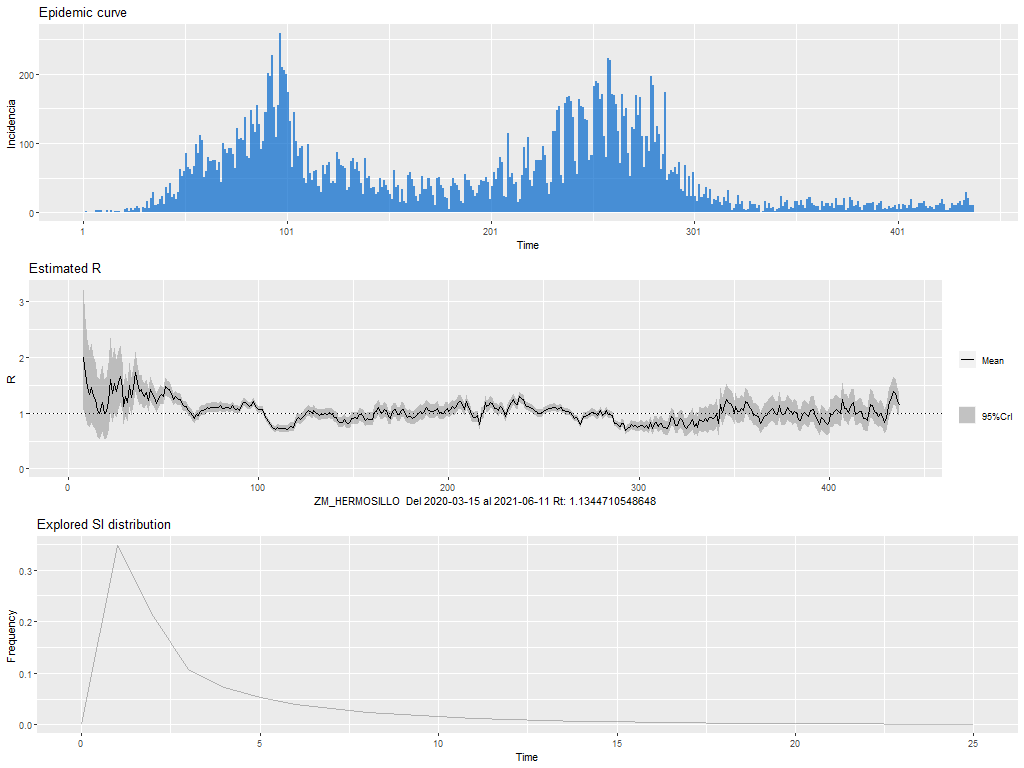 Epidemic curve
Incidencia
200
100
0
1
101
201
301
401
Time
Estimated R
R
3
2
1
0
0
100
200
300
400
ZM_HERMOSILLO Del 2020-03-15 al 2021-06-11 Rt: 1.1344710548648
Mean
95%CrI
Explored SI distribution
Frequency
0.3
0.2
0.1
0.0
0
5
10
15
20
25
Time